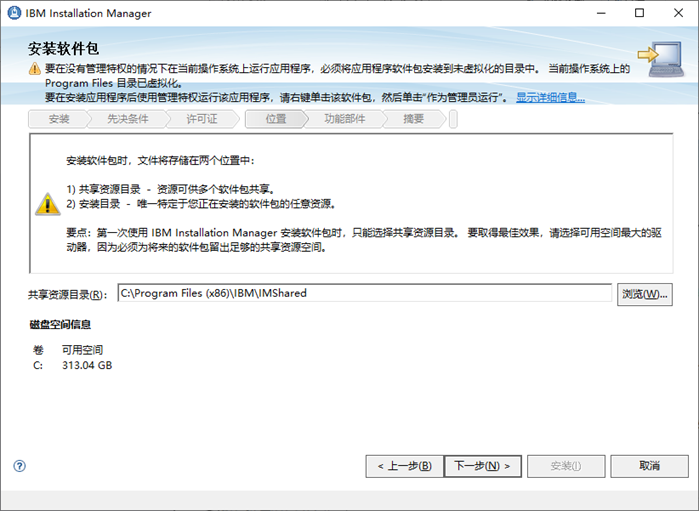 IBM Installation Manager
安装软件包
要在没有管理特权的情况下在当前操作系统上运行应用程序，必须将应用程序软件包安装到未虚拟化的目录中。 当前操作系统上的
Program Files 目录已虚拟化。
要在安装应用程序后使用管理特权运行该应用程序，请右键单击该软件包，然后单击“作为管理员运行”。 显示详细信息...
安装 先决条件 许可证 位置 功能部件 摘要
安装软件包时，文件将存储在两个位置中：
1) 共享资源目录 - 资源可供多个软件包共享。
2) 安装目录 - 唯一特定于您正在安装的软件包的任意资源。
要点：第一次使用 IBM Installation Manager 安装软件包时，只能选择共享资源目录。 要取得最佳效果，请选择可用空间最大的驱
动器，因为必须为将来的软件包留出足够的共享资源空间。
共享资源目录(R)： C:\Program Files (x86)\IBM\IMShared 浏览(W)...
磁盘空间信息
卷 可用空间
C: 313.04 GB
? < 上一步(B) 下一步(N) > 安装(I) 取消